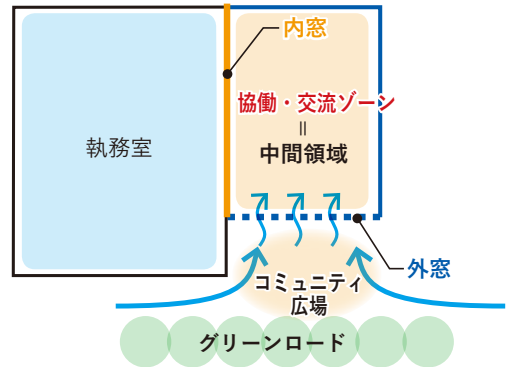 内窓
協働・交流ゾーン
＝
中間領域
執務室
外窓
コミュニティ
広場
グリーンロード